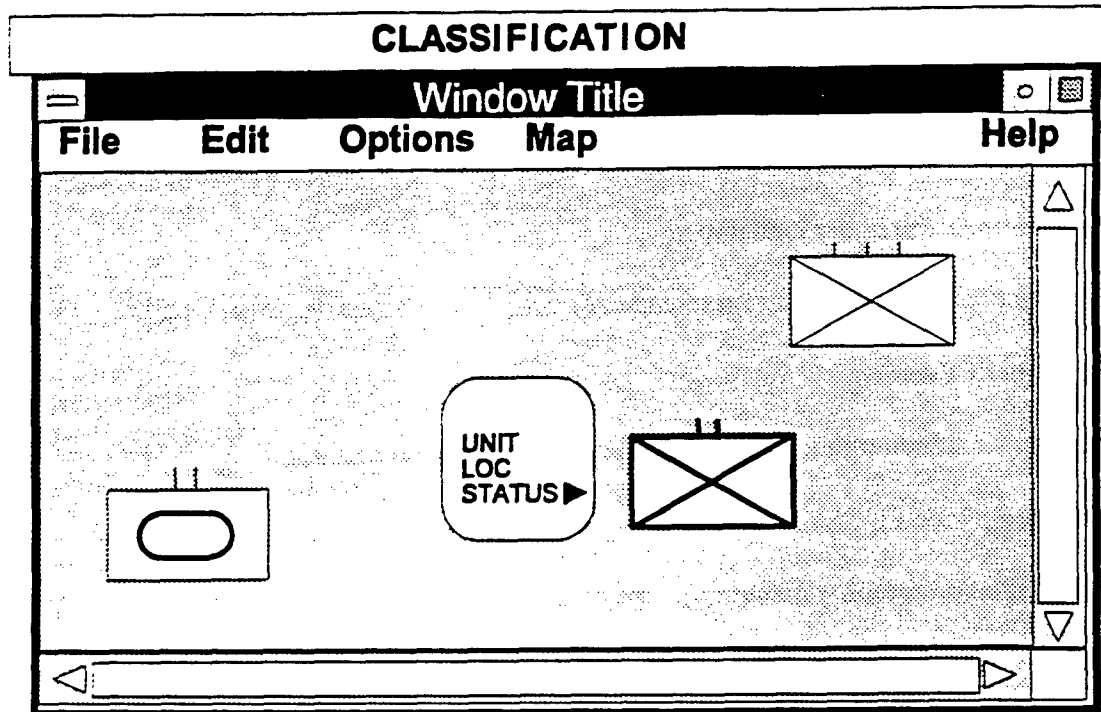 CLASSIFICATION
Window Title
File Edit Options Map Help
UNIT
LOC
STATUS